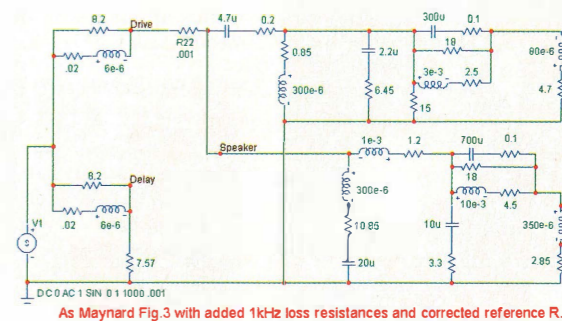 8.2
Drive
.02
6e-6
R22
.001
4.7u
0.2
0.85
300e-6
2.2u
6.45
300u
0.1
18
3e-3
2.5
15
80e-6
4.7
Speaker
1e-3
1.2
700u
0.1
18
10e-3
4.5
300e-6
10.85
20u
10u
3.3
350e-6
2.85
8.2
Delay
.02
6e-6
V1
S
7.57
DC 0 AC 1 SIN 0 1 1000 .001
As Maynard Fig.3 with added 1kHz loss resistances and corrected reference R.